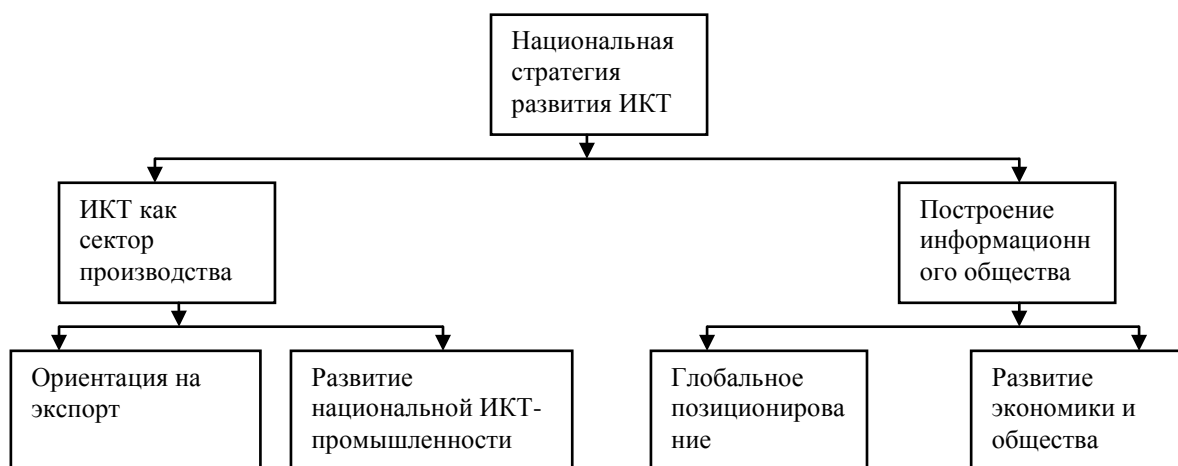 Национальная
стратегия
развития ИКТ
ИКТ как
сектор
производства
Построение
информационн
ого общества
Ориентация на
экспорт
Развитие
национальной ИКТ-
промышленности
Глобальное
позиционирова
ние
Развитие
экономики и
общества